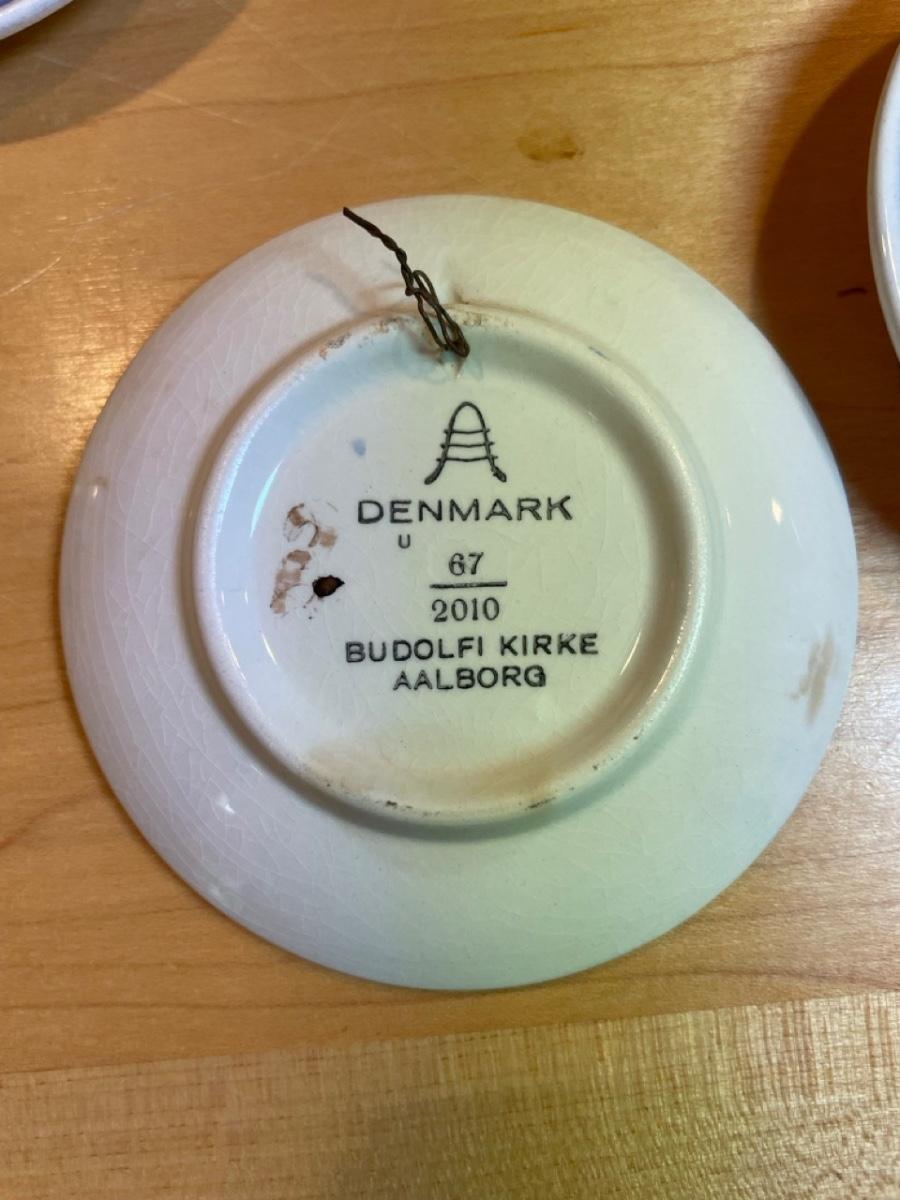 DENMARK
U
67
2010
BUDOLFI KIRKE
AALBORG